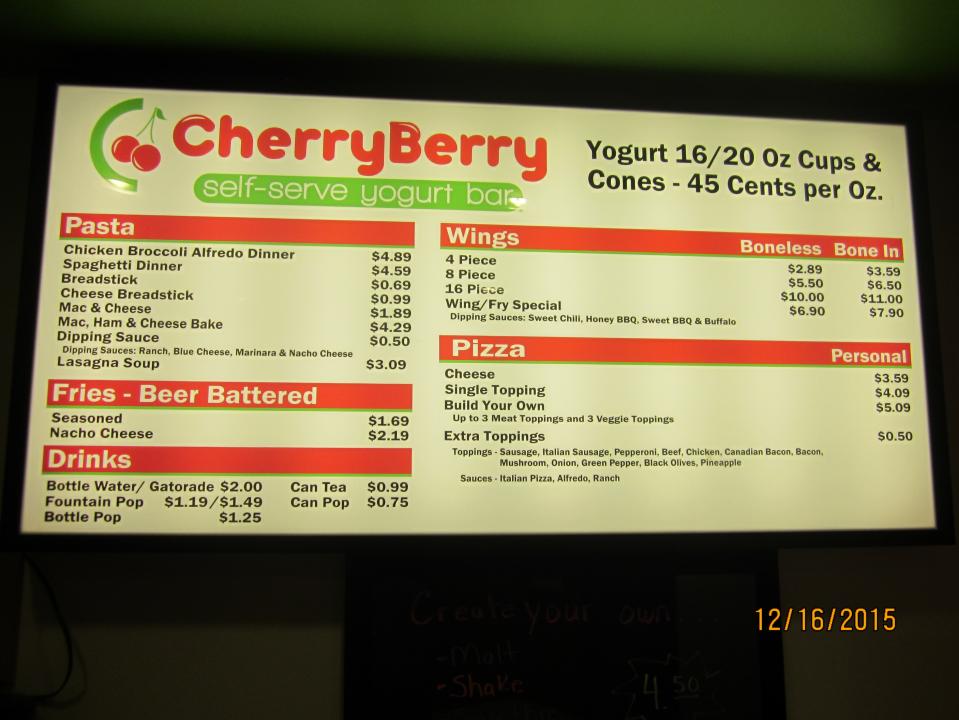 CherryBerry
self-serve yogurt bar
Yogurt 16/20 Oz Cups &
Cones - 45 Cents per Oz.
Pasta
Chicken Broccoli Alfredo Dinner $4.89
Spaghetti Dinner $4.59
Breadstick $0.69
Cheese Breadstick $0.99
Mac & Cheese $1.89
Mac, Ham & Cheese Bake $4.29
Dipping Sauce $0.50
Dipping Sauces: Ranch, Blue Cheese, Marinara & Nacho Cheese
Lasagna Soup $3.09
Fries - Beer Battered
Seasoned $1.69
Nacho Cheese $2.19
Drinks
Bottle Water/ Gatorade $2.00 Can Tea $0.99
Fountain Pop $1.19/$1.49 Can Pop $0.75
Bottle Pop $1.25
Wings Boneless Bone In
4 Piece $2.89 $3.59
8 Piece $5.50 $6.50
16 Piece $10.00 $11.00
Wing/Fry Special $6.90 $7.90
Dipping Sauces: Sweet Chili, Honey BBQ, Sweet BBQ & Buffalo
Pizza Personal
Cheese $3.59
Single Topping $4.09
Build Your Own $5.09
Up to 3 Meat Toppings and 3 Veggie Toppings
Extra Toppings $0.50
Toppings - Sausage, Italian Sausage, Pepperoni, Beef, Chicken, Canadian Bacon, Bacon,
Mushroom, Onion, Green Pepper, Black Olives, Pineapple
Sauces - Italian Pizza, Alfredo, Ranch
Create your own...
-Malt
-Shake
4.50
12/16/2015